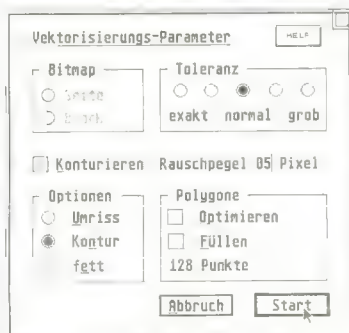 Vektorisierungs-Parameter HELP
Bitmap
Seite
Toleranz
exakt normal grob
Konturieren Rauschpegel 05 Pixel
Optionen
Umriss
Kontur
fett
Polygone
Optimieren
Füllen
128 Punkte
Abbruch Start